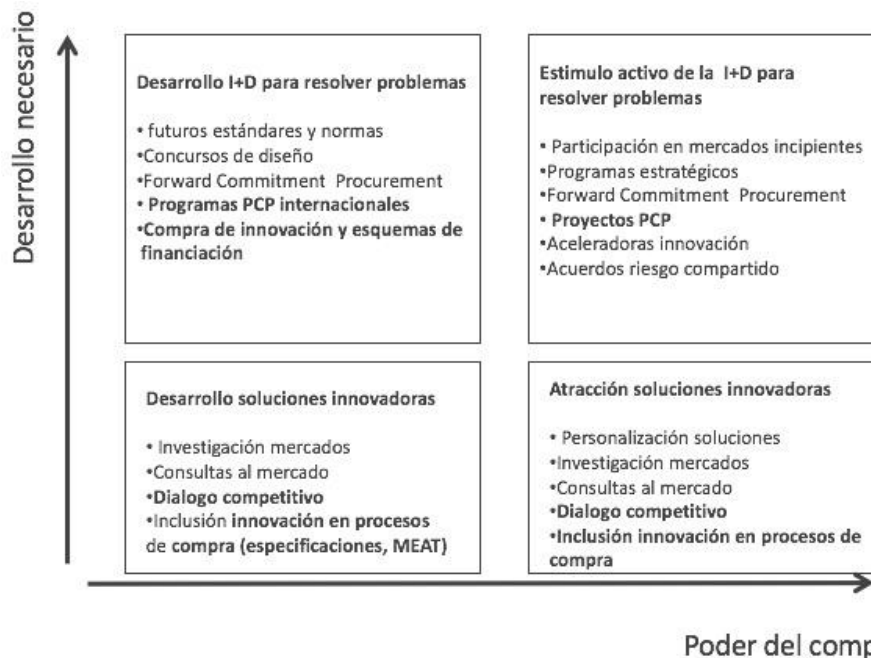 Desarrollo necesario
Desarrollo I+D para resolver problemas
• futuros estándares y normas
•Concursos de diseño
•Forward Commitment Procurement
• Programas PCP internacionales
•Compra de innovación y esquemas de
financiación
Estimulo activo de la I+D para
resolver problemas
• Participación en mercados incipientes
•Programas estratégicos
•Forward Commitment Procurement
• Proyectos PCP
•Aceleradoras innovación
•Acuerdos riesgo compartido
Desarrollo soluciones innovadoras
• Investigación mercados
•Consultas al mercado
•Dialogo competitivo
•Inclusión innovación en procesos
de compra (especificaciones, MEAT)
Atracción soluciones innovadoras
• Personalización soluciones
•Investigación mercados
•Consultas al mercado
•Dialogo competitivo
•Inclusión innovación en procesos de
compra
Poder del comp